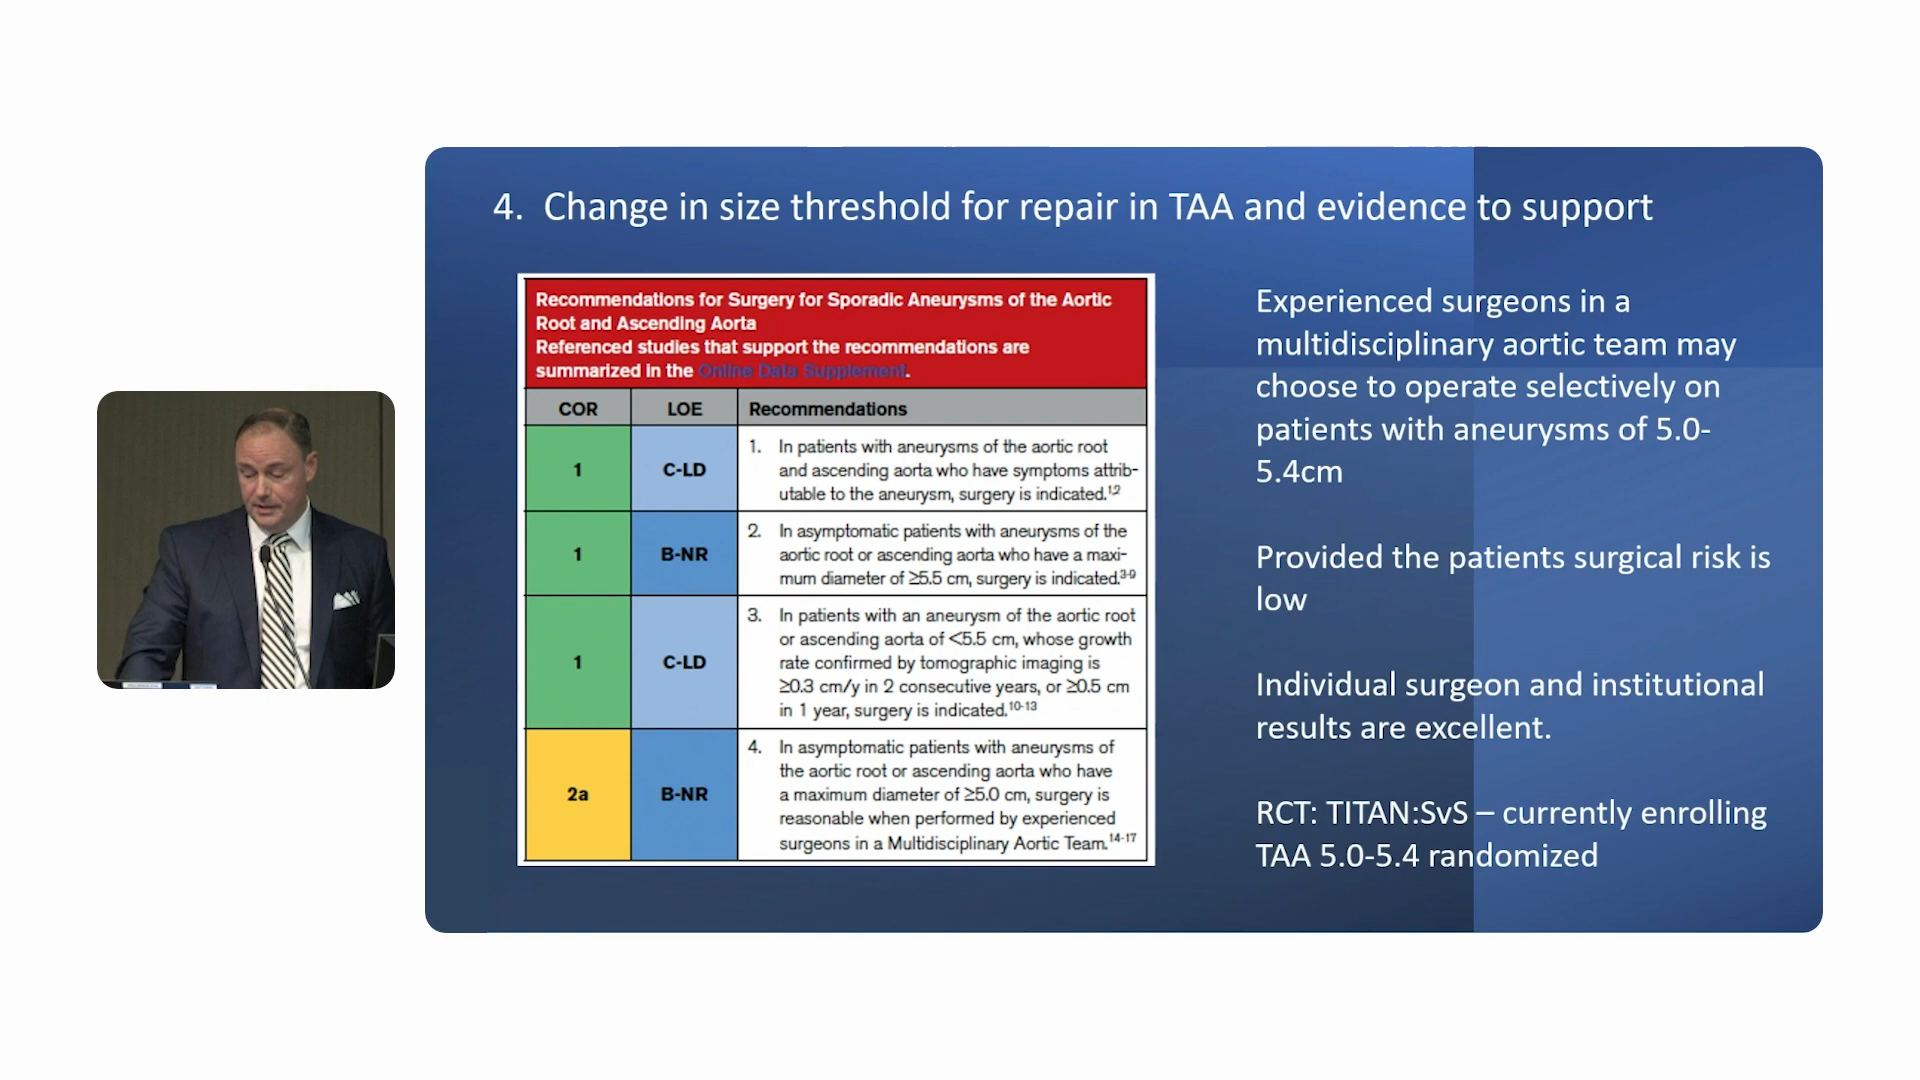 4. Change in size threshold for repair in TAA and evidence to support
Recommendations for Surgery for Sporadic Aneurysms of the Aortic
Root and Ascending Aorta
Referenced studies that support the recommendations are
summarized in the Online Data Supplement.
COR LOE Recommendations
1 C-LD 1. In patients with aneurysms of the aortic root
and ascending aorta who have symptoms attrib-
utable to the aneurysm, surgery is indicated.1,2
1 B-NR 2. In asymptomatic patients with aneurysms of the
aortic root or ascending aorta who have a maxi-
mum diameter of ≥5.5 cm, surgery is indicated.3-9
1 C-LD 3. In patients with an aneurysm of the aortic root
or ascending aorta of <5.5 cm, whose growth
rate confirmed by tomographic imaging is
≥0.3 cm/y in 2 consecutive years, or ≥0.5 cm
in 1 year, surgery is indicated.10-13
2a B-NR 4. In asymptomatic patients with aneurysms of
the aortic root or ascending aorta who have
a maximum diameter of ≥5.0 cm, surgery is
reasonable when performed by experienced
surgeons in a Multidisciplinary Aortic Team.14-17
Experienced surgeons in a
multidisciplinary aortic team may
choose to operate selectively on
patients with aneurysms of 5.0-
5.4cm
Provided the patients surgical risk is
low
Individual surgeon and institutional
results are excellent.
RCT: TITAN:SvS – currently enrolling
TAA 5.0-5.4 randomized